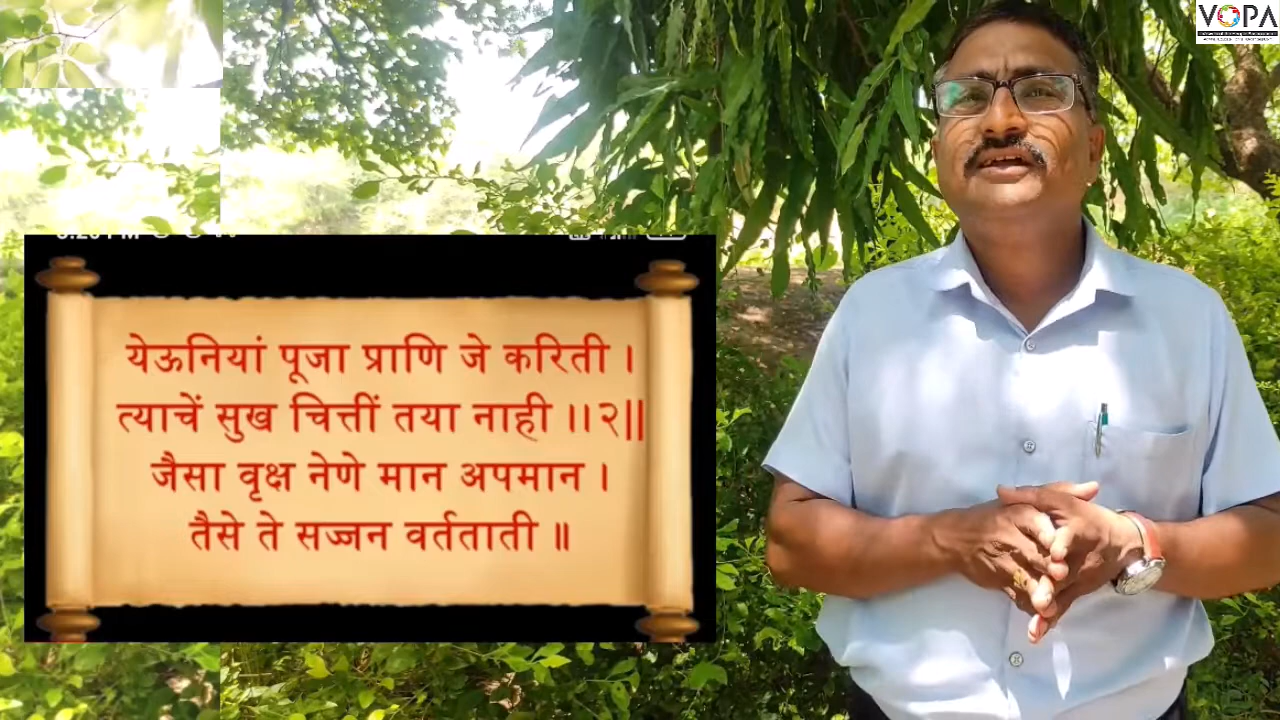 VOPA
येऊनियां पूजा प्राणि जे करिती ।
त्याचें सुख चित्तीं तया नाही ।।२||
जैसा वृक्ष नेणे मान अपमान ।
तैसे ते सज्जन वर्तताती ॥